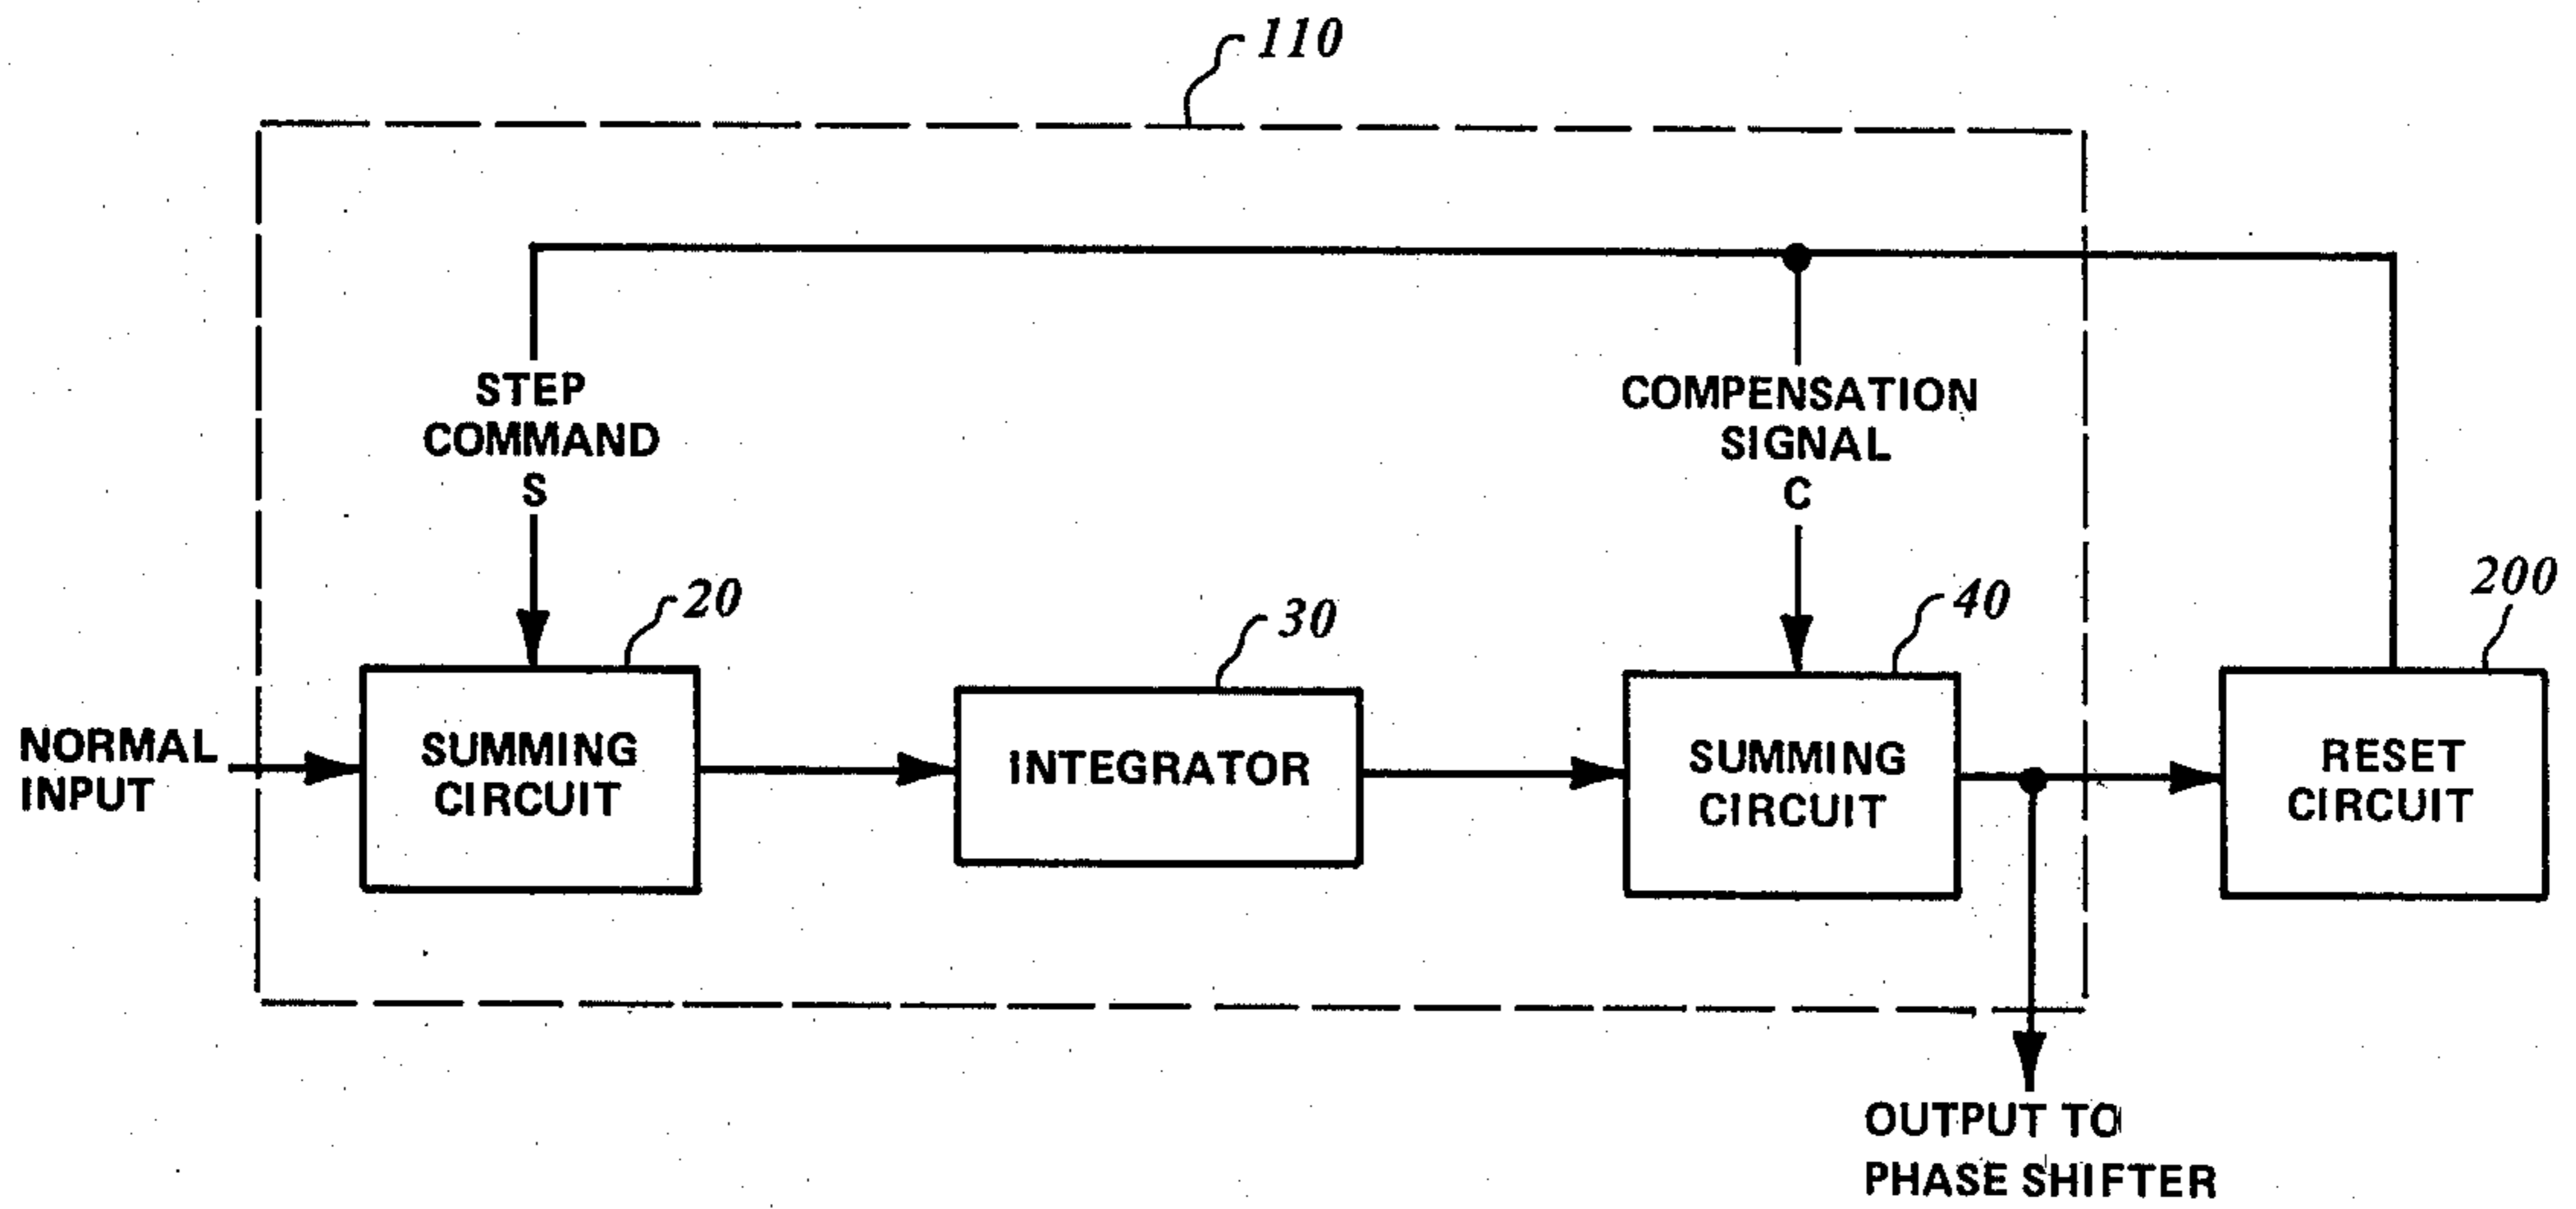 110
STEP
COMMAND
S
COMPENSATION
SIGNAL
C
20
30
40
200
NORMAL
INPUT
SUMMING
CIRCUIT
INTEGRATOR
SUMMING
CIRCUIT
RESET
CIRCUIT
OUTPUT TO
PHASE SHIFTER